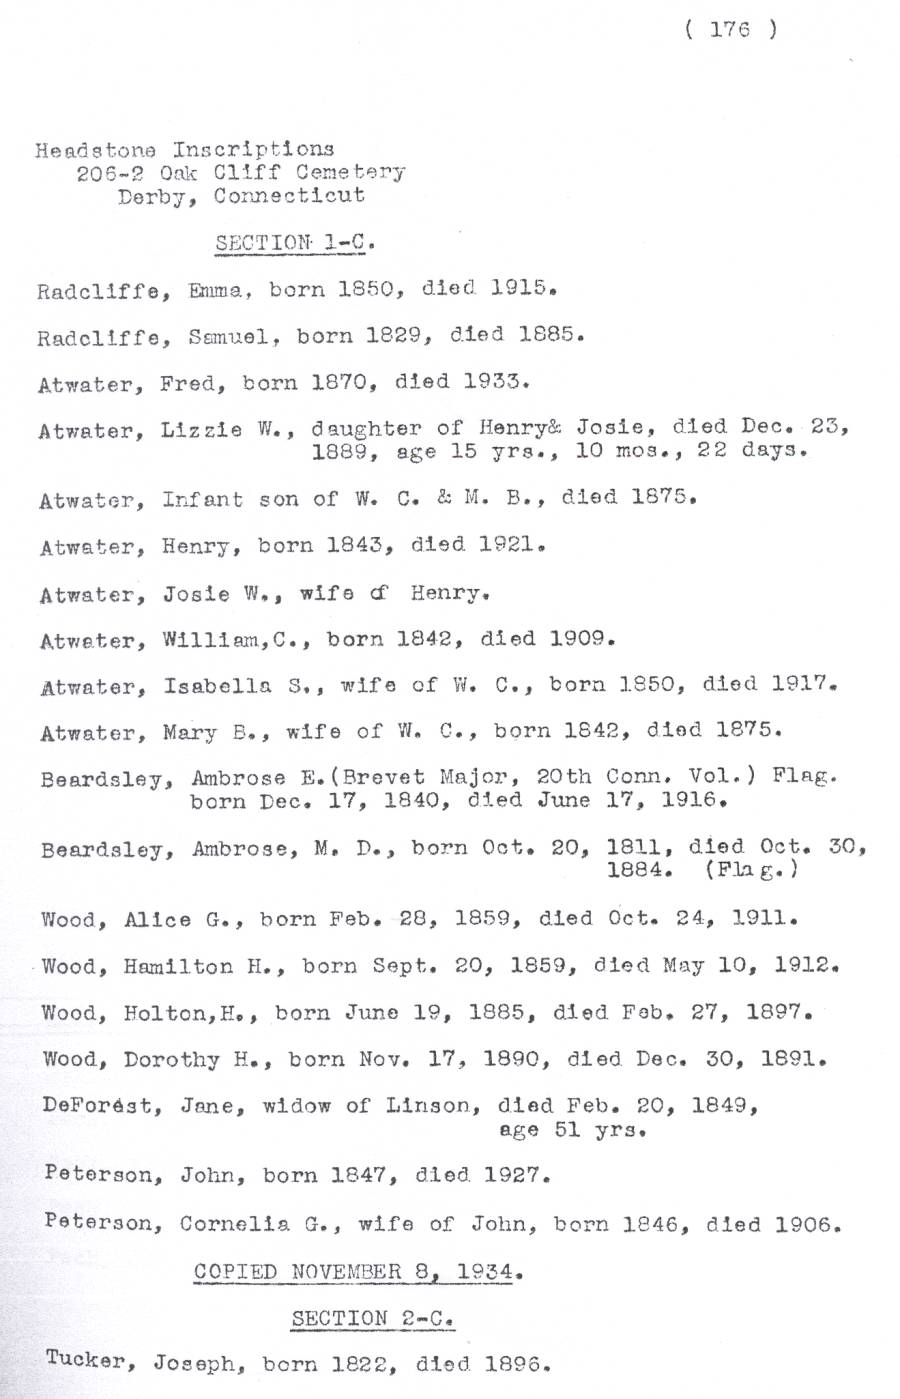 ( 176 )
Headstone Inscriptions
206-2 Oak Cliff Cemetery
Derby, Connecticut
SECTION 1-C.
Radcliffe, Emma, born 1850, died 1915.
Radcliffe, Samuel, born 1829, died 1885.
Atwater, Fred, born 1870, died 1933.
Atwater, Lizzie W., daughter of Henry& Josie, died Dec. 23,
1889, age 15 yrs., 10 mos., 22 days.
Atwater, Infant son of W. C. & M. B., died 1875.
Atwater, Henry, born 1843, died 1921.
Atwater, Josie W., wife of Henry.
Atwater, William,C., born 1842, died 1909.
Atwater, Isabella S., wife of W. C., born 1850, died 1917.
Atwater, Mary B., wife of W. C., born 1842, died 1875.
Beardsley, Ambrose E.(Brevet Major, 20th Conn. Vol.) Flag.
born Dec. 17, 1840, died June 17, 1916.
Beardsley, Ambrose, M. D., born Oct. 20, 1811, died Oct. 30,
1884. (Flag.)
Wood, Alice G., born Feb. 28, 1859, died Oct. 24, 1911.
Wood, Hamilton H., born Sept. 20, 1859, died May 10, 1912.
Wood, Holton,H., born June 19, 1885, died Feb. 27, 1897.
Wood, Dorothy H., born Nov. 17, 1890, died Dec. 30, 1891.
DeForést, Jane, widow of Linson, died Feb. 20, 1849,
age 51 yrs.
Peterson, John, born 1847, died 1927.
Peterson, Cornelia G., wife of John, born 1846, died 1906.
COPIED NOVEMBER 8, 1934.
SECTION 2-C.
Tucker, Joseph, born 1822, died 1896.